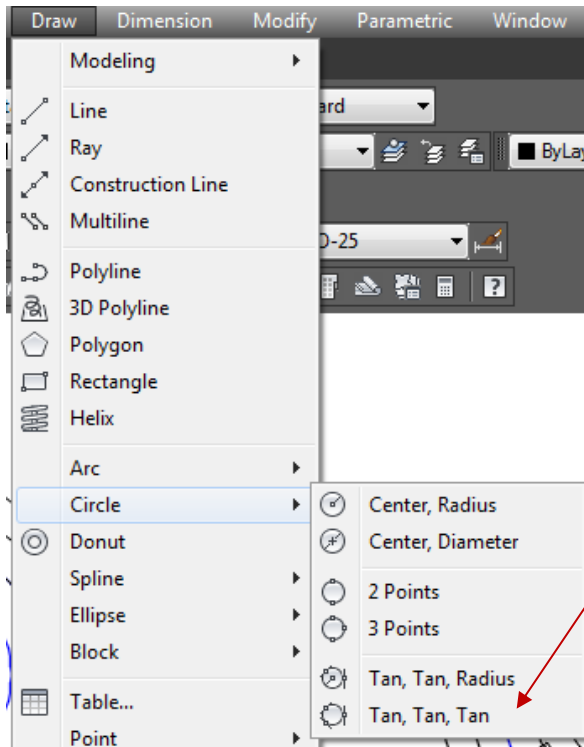 Draw Dimension Modify Parametric Window
Modeling
Line
Ray
Construction Line
Multiline
Polyline
3D Polyline
Polygon
Rectangle
Helix
Arc
Circle
Donut
Spline
Ellipse
Block
Table...
Point
ard
ByLay
D-25
?
Center, Radius
Center, Diameter
2 Points
3 Points
Tan, Tan, Radius
Tan, Tan, Tan